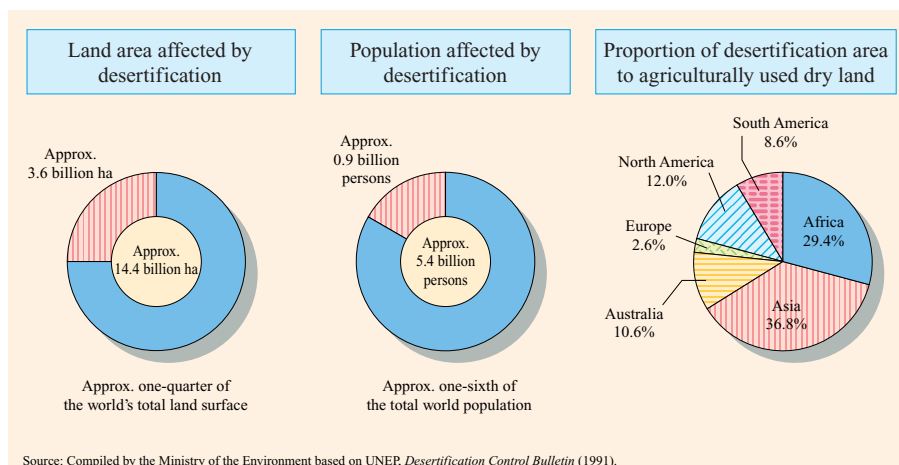 Land area affected by
desertification
Population affected by
desertification
Proportion of desertification area
to agriculturally used dry land
Approx.
3.6 billion ha
Approx.
14.4 billion ha
Approx. one-quarter of
the world's total land surface
Approx.
0.9 billion
persons
Approx.
5.4 billion
persons
Approx. one-sixth of
the total world population
South America
8.6%
North America
12.0%
Europe
2.6%
Australia
10.6%
Africa
29.4%
Asia
36.8%
Source: Compiled by the Ministry of the Environment based on UNEP, Desertification Control Bulletin (1991).